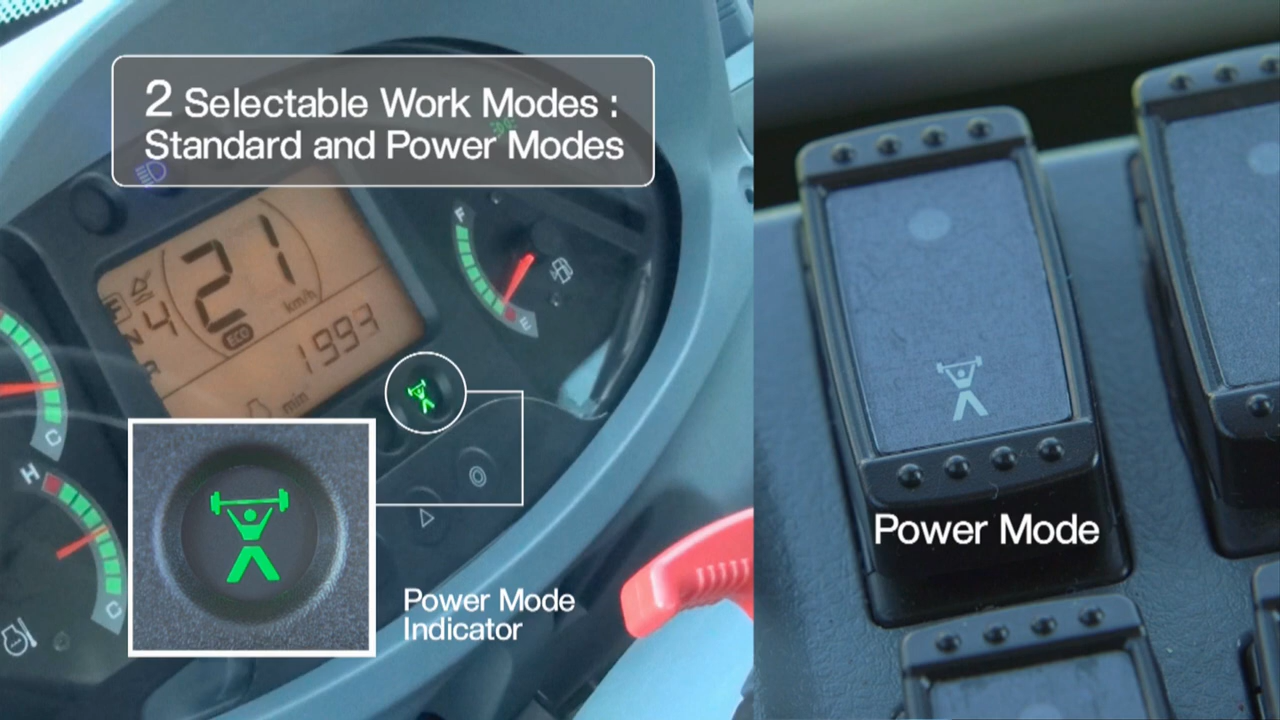 2 Selectable Work Modes :
Standard and Power Modes
21
km/h
F
N
4
ECO
1993
R
min
F
E
C
H
C
Power Mode
Indicator
Power Mode